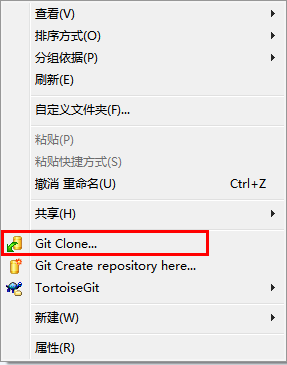 查看(V)
排序方式(O)
分组依据(P)
刷新(E)
自定义文件夹(F)...
粘贴(P)
粘贴快捷方式(S)
撤消 重命名(U) Ctrl+Z
共享(H)
Git Clone...
Git Create repository here...
TortoiseGit
新建(W)
属性(R)